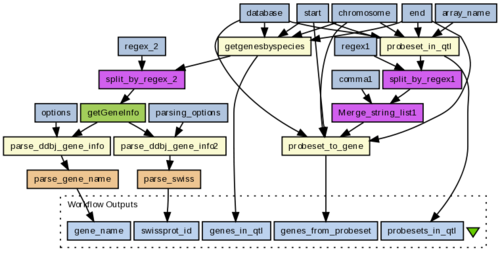 database start chromosome end array_name
regex_2 getgenesbyspecies regex1 probeset_in_qtl
split_by_regex_2 comma1 split_by_regex1
options getGeneInfo parsing_options Merge_string_list1
parse_ddbj_gene_info parse_ddbj_gene_info2 probeset_to_gene
parse_gene_name parse_swiss
Workflow Outputs
gene_name swissprot_id genes_in_qtl genes_from_probeset probesets_in_qtl